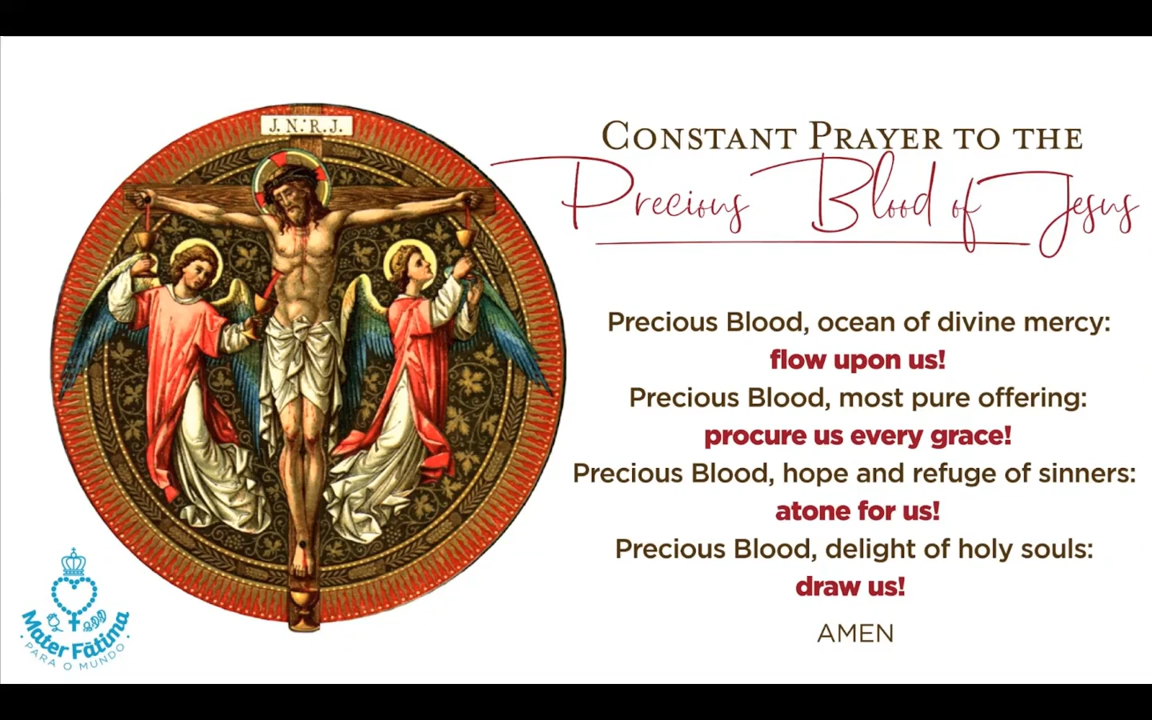 J.N.R.J.
CONSTANT PRAYER TO THE
Precious Blood of Jesus
Precious Blood, ocean of divine mercy:
flow upon us!
Precious Blood, most pure offering:
procure us every grace!
Precious Blood, hope and refuge of sinners:
atone for us!
Precious Blood, delight of holy souls:
draw us!
AMEN
Mater Fátima
PARA O MUNDO